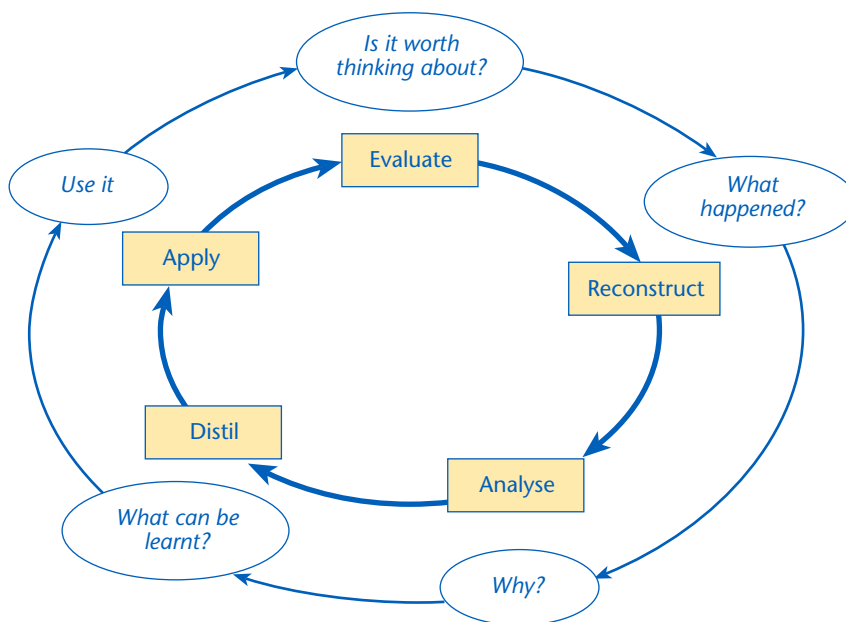 Is it worth
thinking about?
Evaluate
Use it
What
happened?
Apply
Reconstruct
Distil
Analyse
What can be
learnt?
Why?